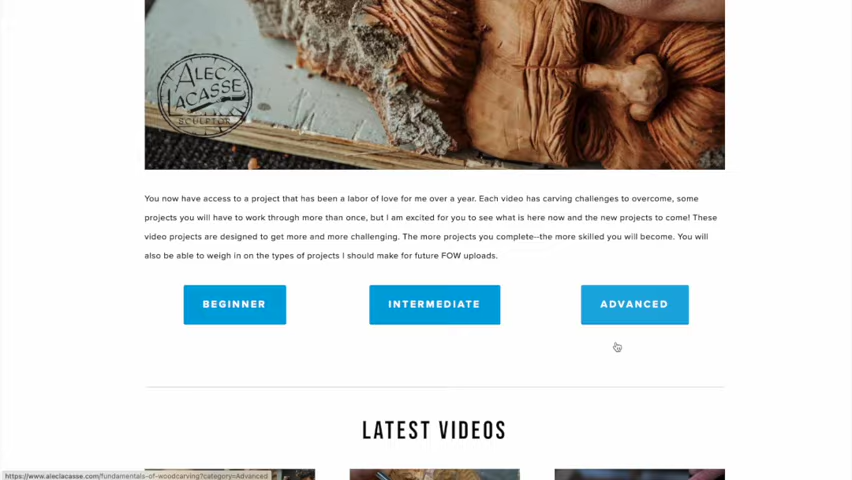 ALEC
LACASSE
SCULPTOR
You now have access to a project that has been a labor of love for me over a year. Each video has carving challenges to overcome, some
projects you will have to work through more than once, but I am excited for you to see what is here now and the new projects to come! These
video projects are designed to get more and more challenging. The more projects you complete--the more skilled you will become. You will
also be able to weigh in on the types of projects I should make for future FOW uploads.
BEGINNER
INTERMEDIATE
ADVANCED
LATEST VIDEOS
https://www.aleclacasse.com/fundamentals-of-woodcarving?category=Advanced